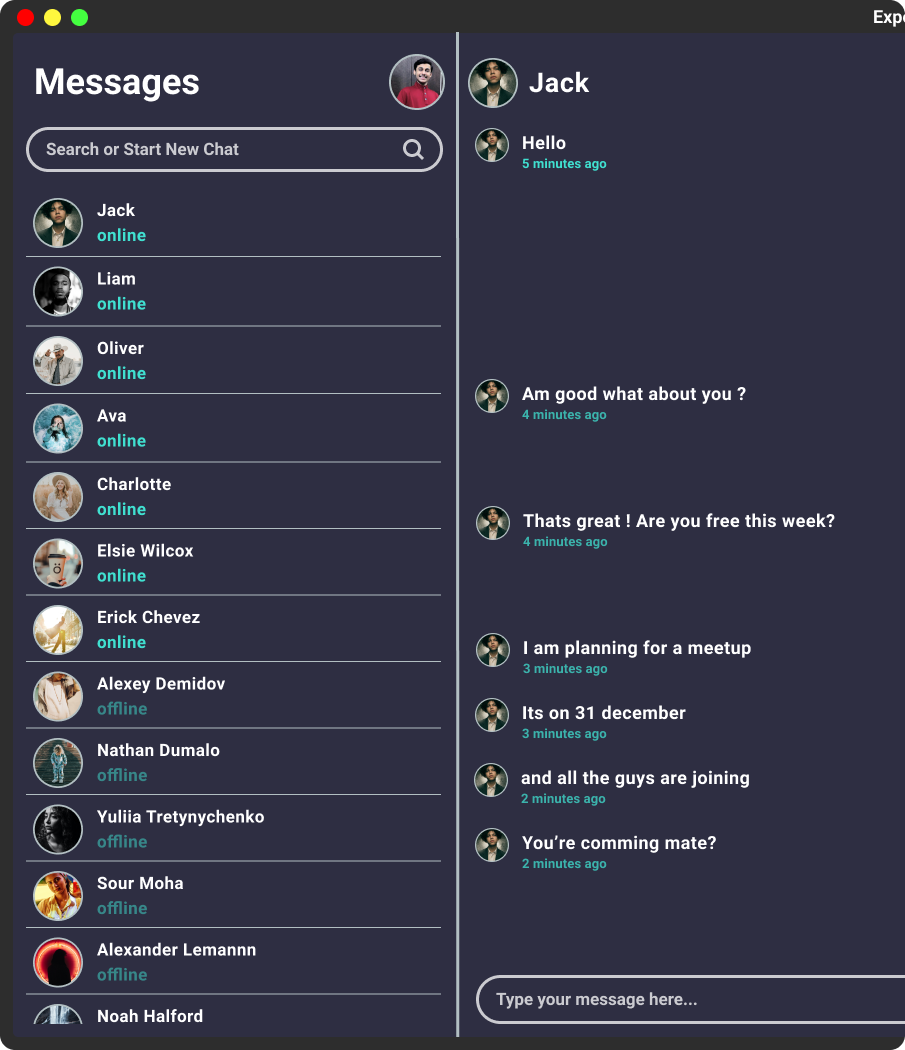 Messages
Search or Start New Chat
Jack
online
Liam
online
Oliver
online
Ava
online
Charlotte
online
Elsie Wilcox
online
Erick Chevez
online
Alexey Demidov
offline
Nathan Dumalo
offline
Yuliia Tretynychenko
offline
Sour Moha
offline
Alexander Lemannn
offline
Noah Halford
Jack
Hello
5 minutes ago
Am good what about you ?
4 minutes ago
Thats great ! Are you free this week?
4 minutes ago
I am planning for a meetup
3 minutes ago
Its on 31 december
3 minutes ago
and all the guys are joining
2 minutes ago
You’re comming mate?
2 minutes ago
Type your message here...